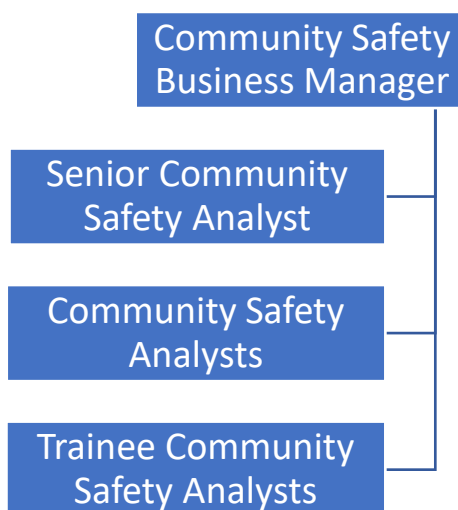 Community Safety
Business Manager
Senior Community
Safety Analyst
Community Safety
Analysts
Trainee Community
Safety Analysts